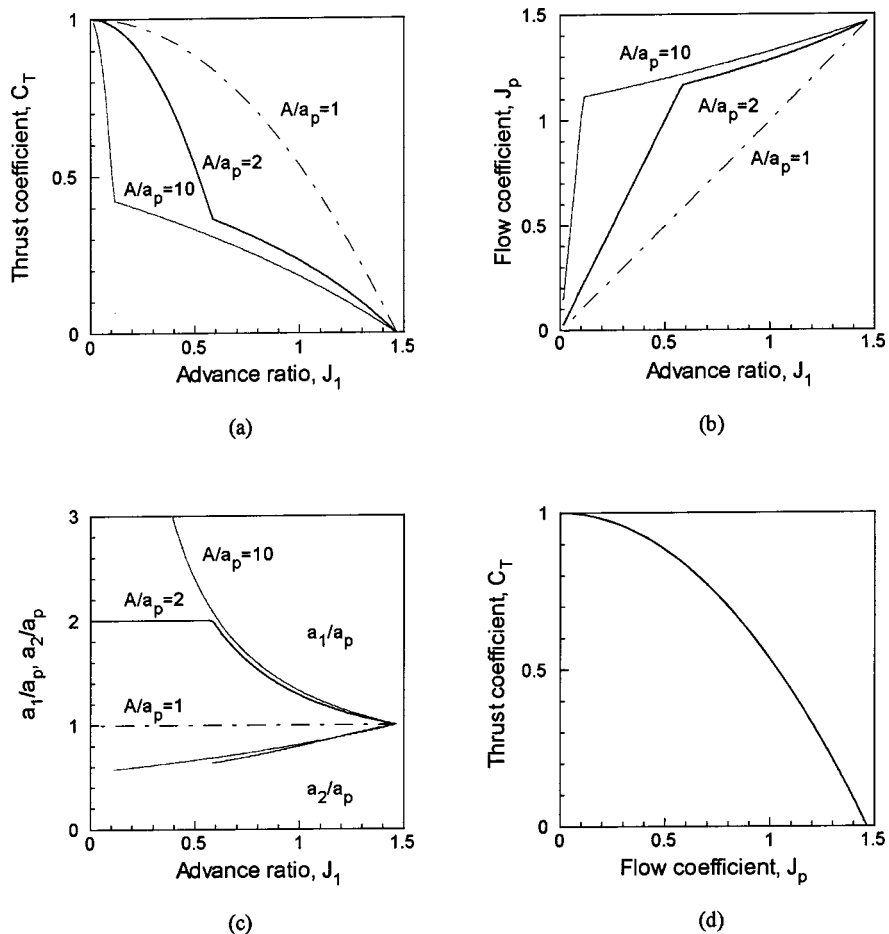 1
0.5
0
Thrust coefficient, C_T
A/a_p=1
A/a_p=2
A/a_p=10
0 0.5 1 1.5
Advance ratio, J_1
(a)
1.5
1
0.5
0
Flow coefficient, J_p
A/a_p=10
A/a_p=2
A/a_p=1
0 0.5 1 1.5
Advance ratio, J_1
(b)
3
2
1
0
a_1/a_p, a_2/a_p
A/a_p=10
A/a_p=2
a_1/a_p
A/a_p=1
a_2/a_p
0 0.5 1 1.5
Advance ratio, J_1
(c)
1
0.5
0
Thrust coefficient, C_T
0 0.5 1 1.5
Flow coefficient, J_p
(d)